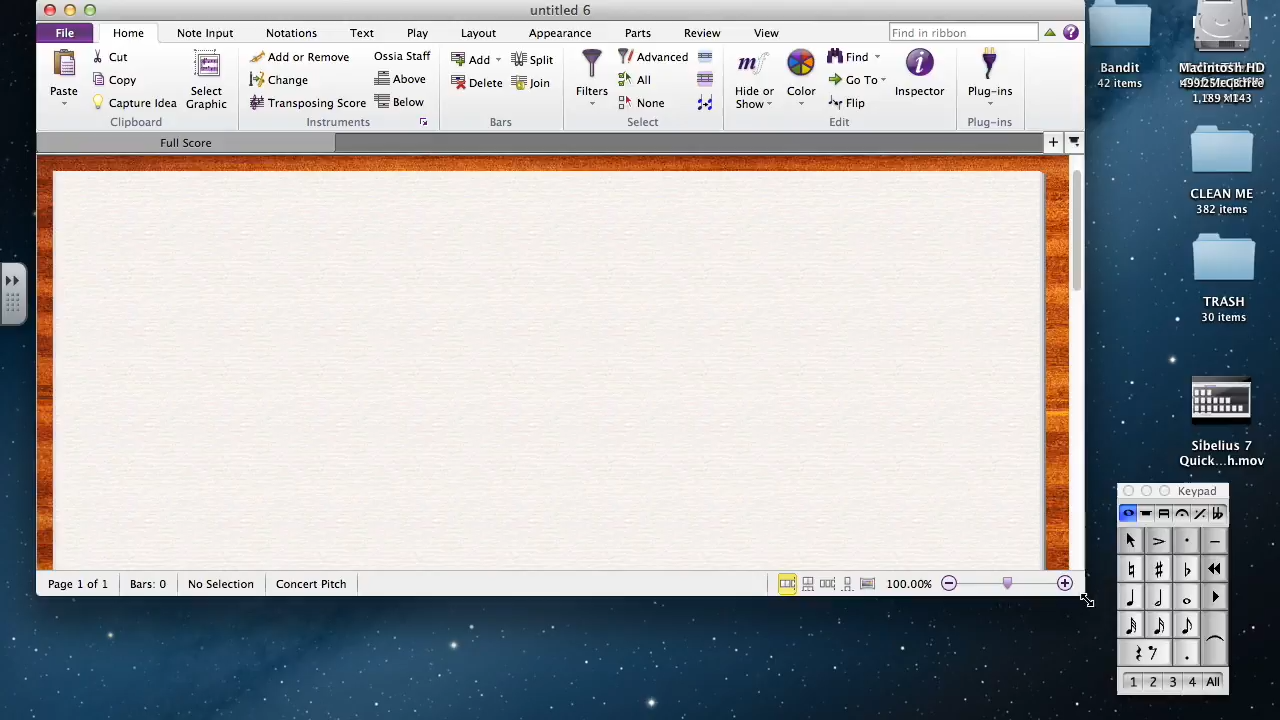 untitled 6
File Home Note Input Notations Text Play Layout Appearance Parts Review View Find in ribbon ?
Paste Cut Copy Capture Idea Select Graphic Clipboard
Add or Remove Change Transposing Score Ossia Staff Above Below Instruments
Add Delete Split Join Bars
Filters Advanced All None Select
mf Hide or Show Color Find Go To Flip Inspector Edit
Plug-ins Plug-ins
Full Score
Page 1 of 1 Bars: 0 No Selection Concert Pitch 100.00%
Bandit
42 items
Macintosh HD
CLEAN ME
382 items
TRASH
30 items
Sibelius 7
Quick...h.mov
Keypad
1 2 3 4 All